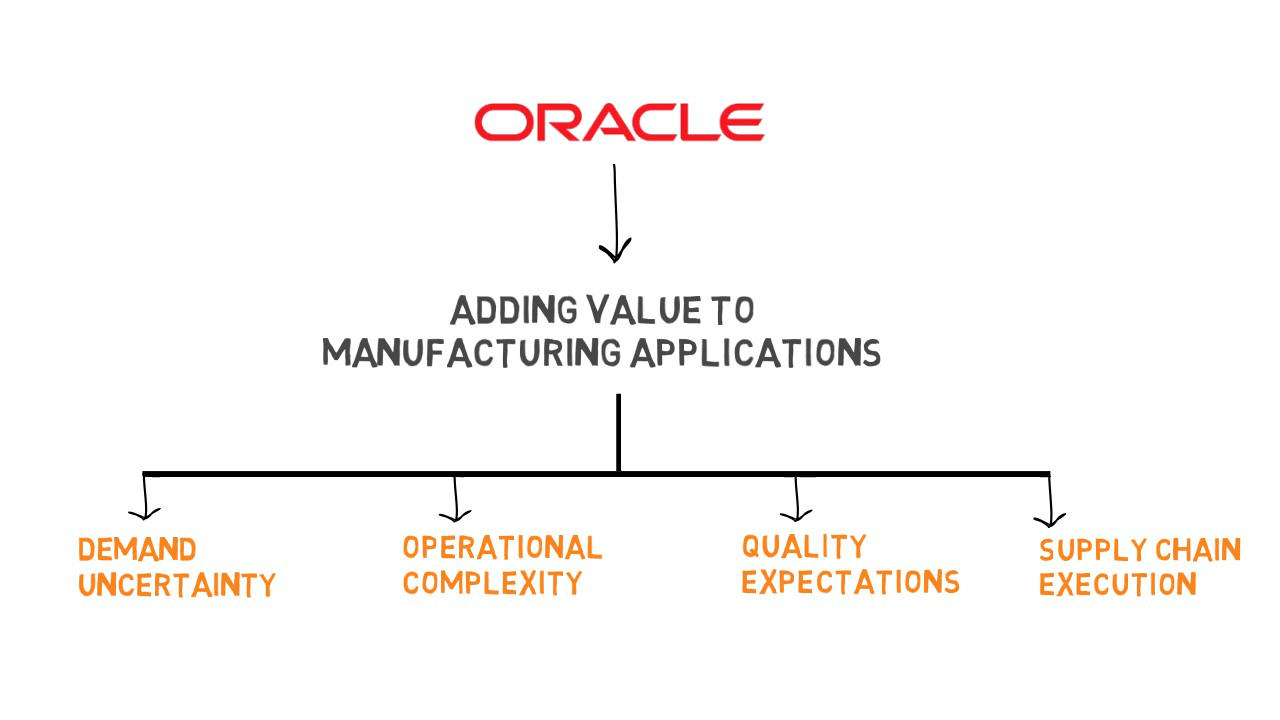 ORACLE
ADDING VALUE TO
MANUFACTURING APPLICATIONS
DEMAND
UNCERTAINTY
OPERATIONAL
COMPLEXITY
QUALITY
EXPECTATIONS
SUPPLY CHAIN
EXECUTION